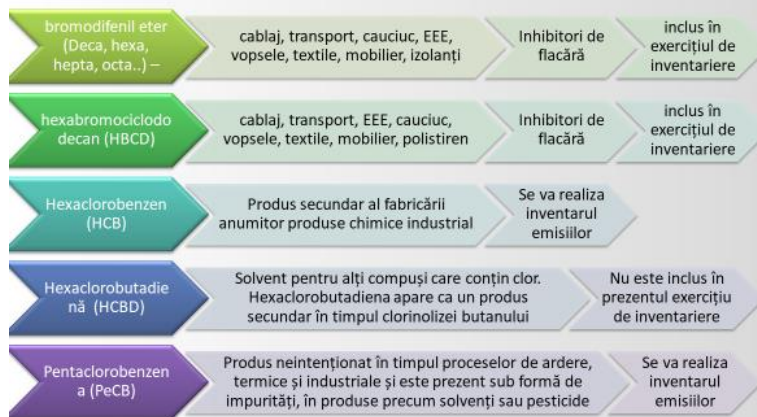 bromodifenil eter
(Deca, hexa,
hepta, octa..) –
cablaj, transport, cauciuc, EEE,
vopsele, textile, mobilier, izolanți
Inhibitori de
flacără
inclus în
exercițiul de
inventariere
hexabromociclodo
decan (HBCD)
cablaj, transport, EEE, cauciuc,
vopsele, textile, mobilier, polistiren
Inhibitori de
flacără
inclus în
exercițiul de
inventariere
Hexaclorobenzen
(HCB)
Produs secundar al fabricării
anumitor produse chimice industrial
Se va realiza
inventarul
emisiilor
Hexaclorobutadie
nă (HCBD)
Solvent pentru alți compuși care conțin clor.
Hexaclorobutadiena apare ca un produs
secundar în timpul clorinolizei butanului
Nu este inclus în
prezentul exercițiu
de inventariere
Pentaclorobenzen
a (PeCB)
Produs neintenționat în timpul proceselor de ardere,
termice și industriale și este prezent sub formă de
impurități, în produse precum solvenți sau pesticide
Se va realiza
inventarul
emisiilor